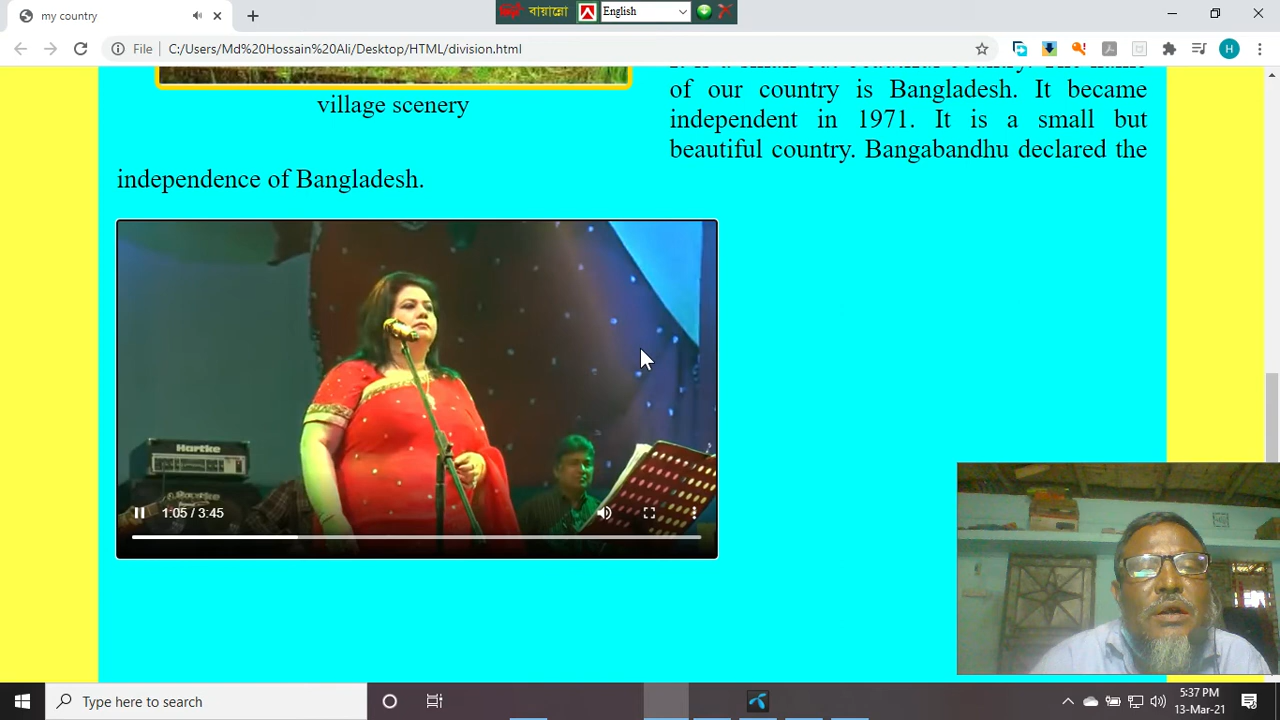 my country
বায়ান্নো
English
File
C:/Users/Md%20Hossain%20Ali/Desktop/HTML/division.html
H
of our country is Bangladesh. It became
independent in 1971. It is a small but
beautiful country. Bangabandhu declared the
independence of Bangladesh.
village scenery
Hartke
1:05 / 3:45
Type here to search
5:37 PM
13-Mar-21